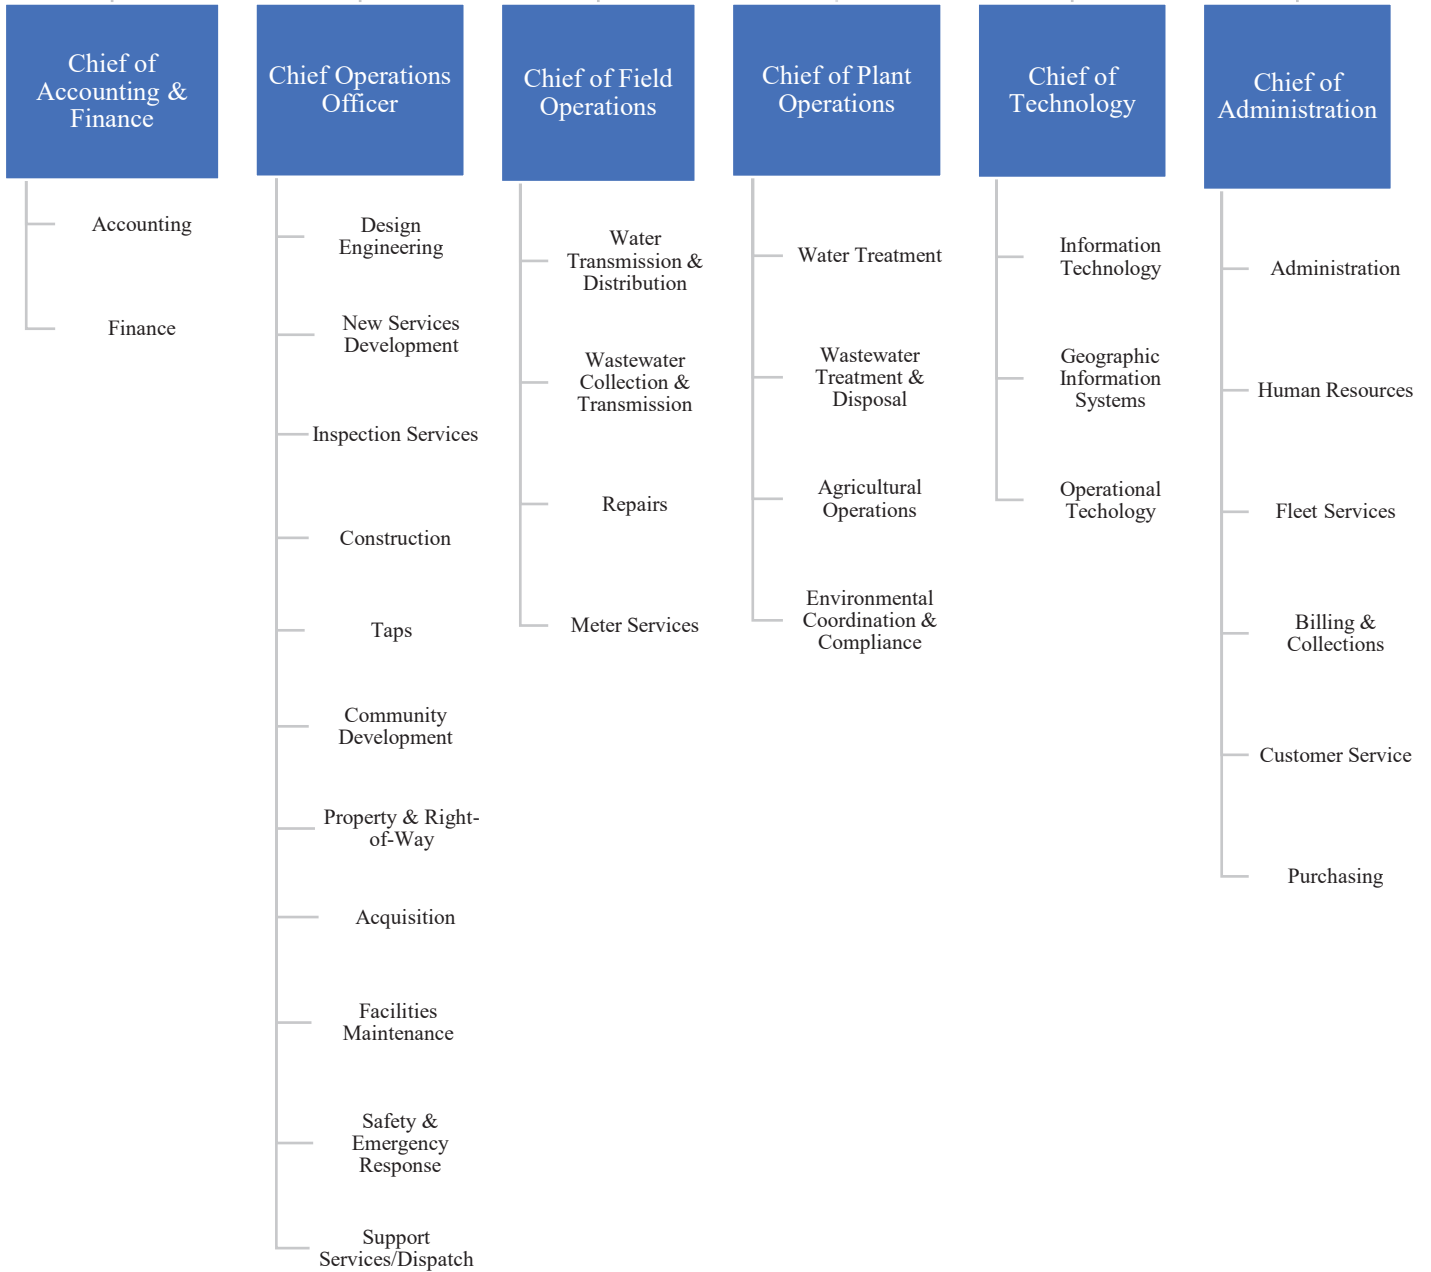 Chief of
Accounting &
Finance
Accounting
Finance
Chief Operations
Officer
Design
Engineering
New Services
Development
Inspection Services
Construction
Taps
Community
Development
Property & Right-
of-Way
Acquisition
Facilities
Maintenance
Safety &
Emergency
Response
Support
Services/Dispatch
Chief of Field
Operations
Water
Transmission &
Distribution
Wastewater
Collection &
Transmission
Repairs
Meter Services
Chief of Plant
Operations
Water Treatment
Wastewater
Treatment &
Disposal
Agricultural
Operations
Environmental
Coordination &
Compliance
Chief of
Technology
Information
Technology
Geographic
Information
Systems
Operational
Techology
Chief of
Administration
Administration
Human Resources
Fleet Services
Billing &
Collections
Customer Service
Purchasing